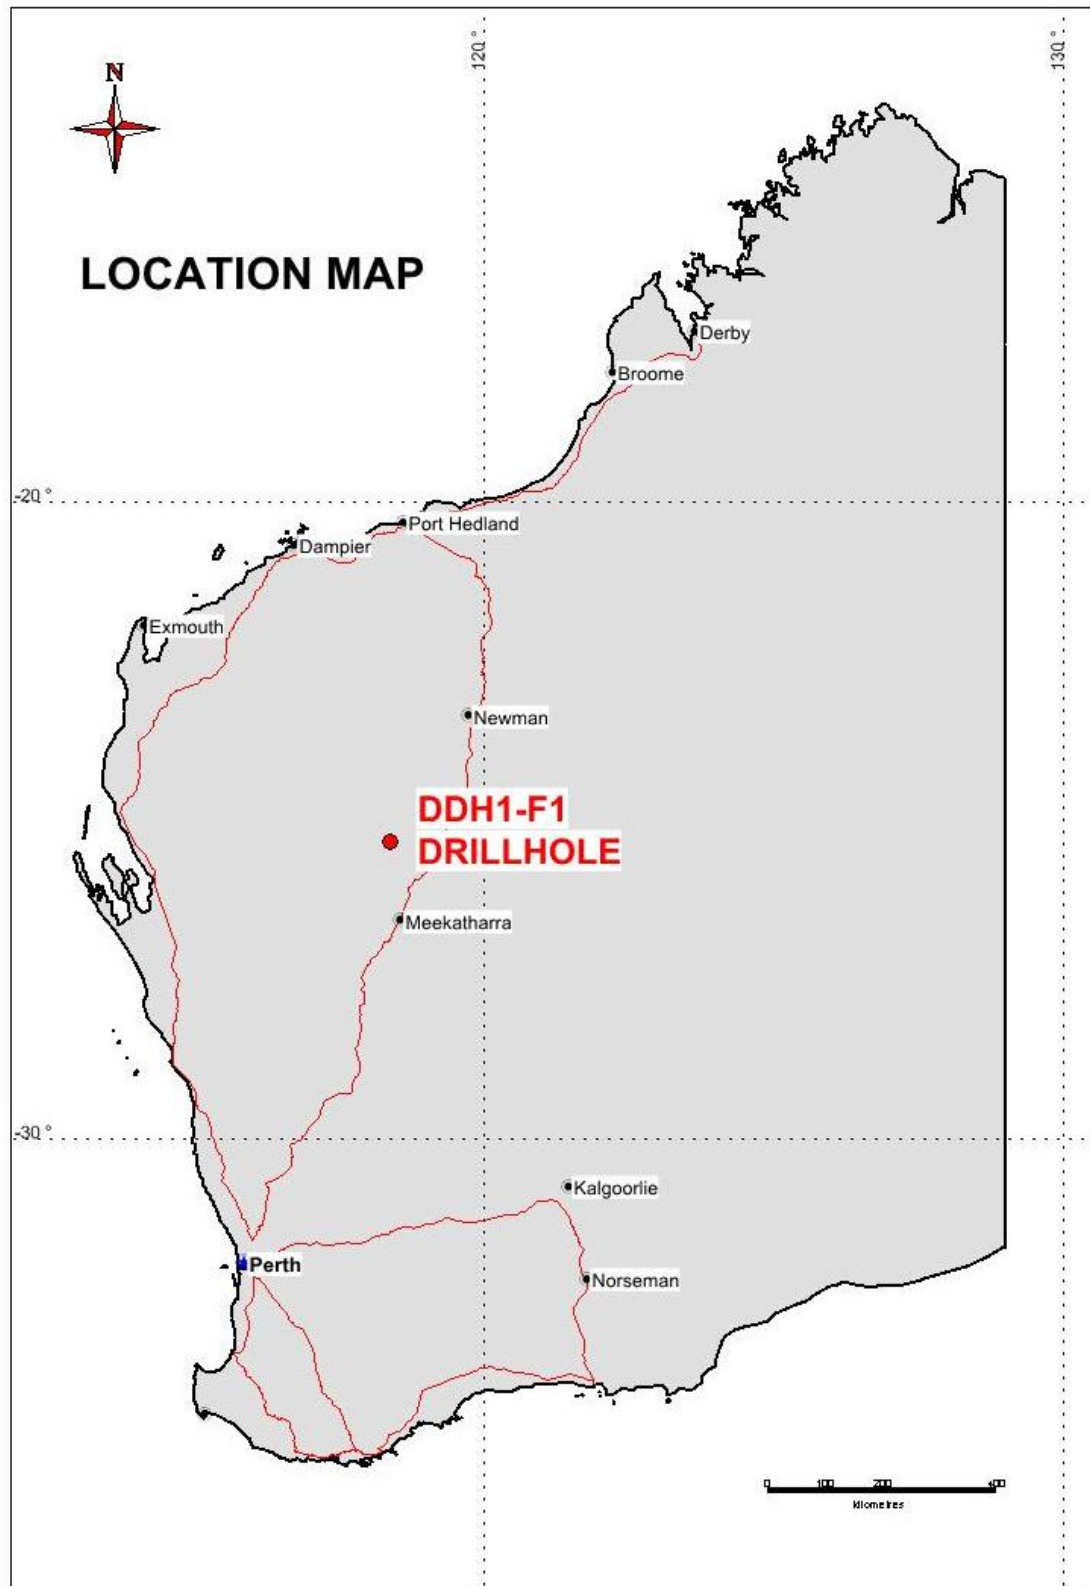 120 °
130 °
N
LOCATION MAP
Derby
Broome
-20 °
Port Hedland
Dampier
Exmouth
Newman
DDH1-F1
DRILLHOLE
Meekatharra
-30 °
Kalgoorlie
Perth
Norseman
0 100 200 400
kilometres